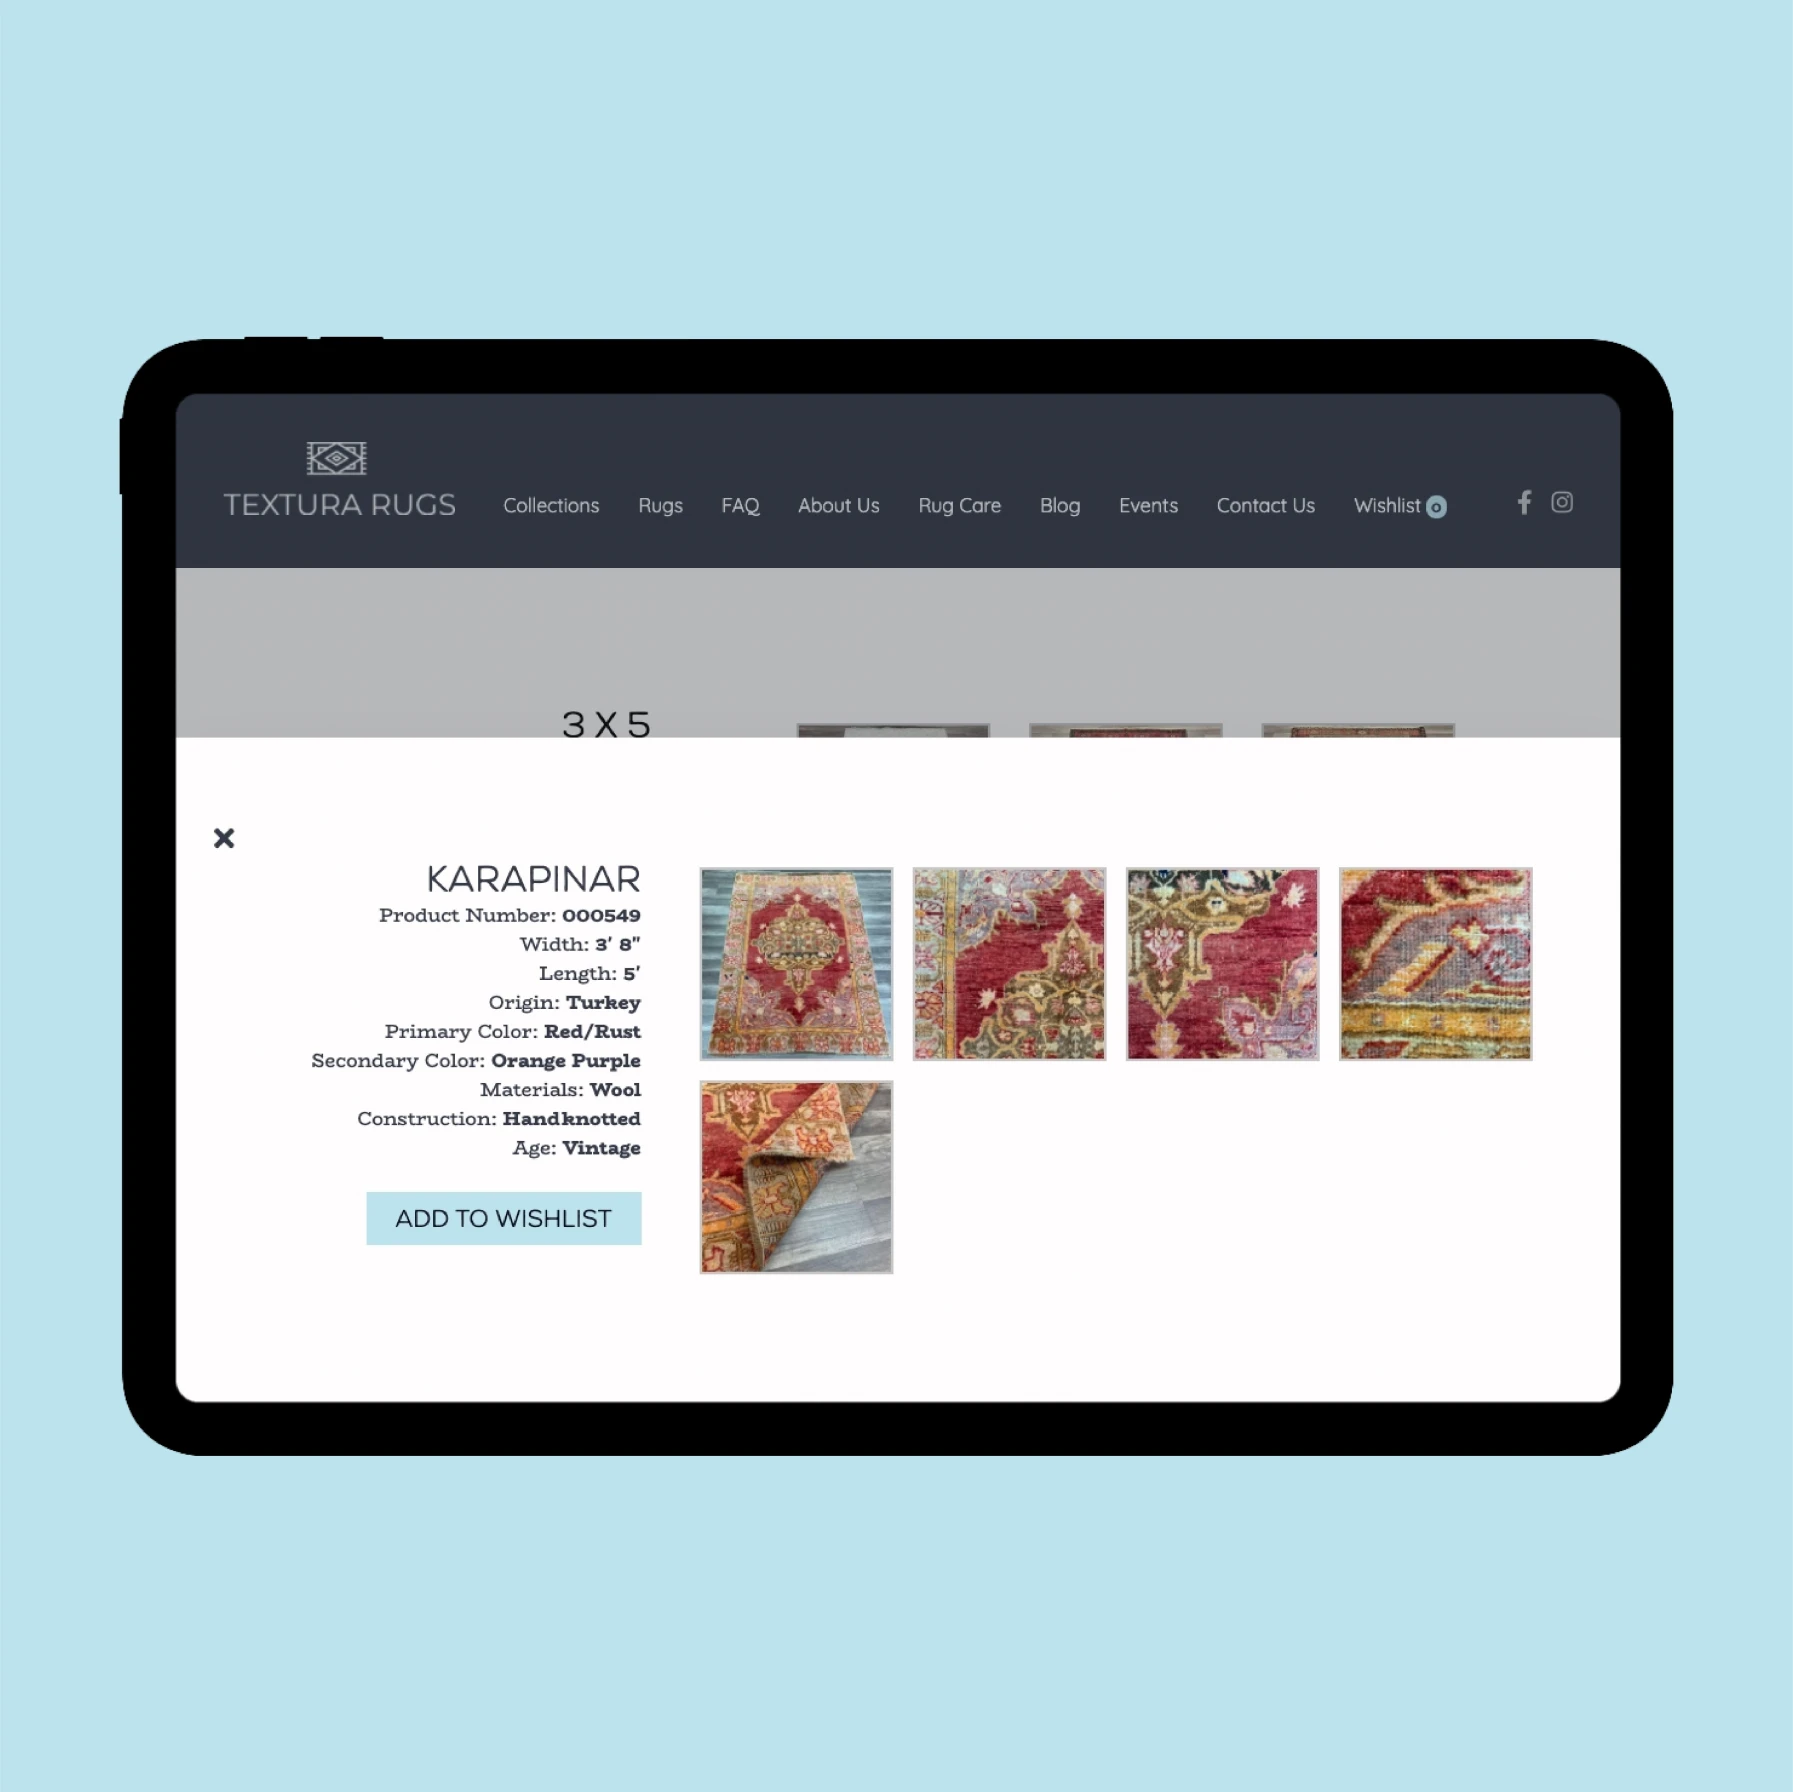 TEXTURA RUGS
Collections Rugs FAQ About Us Rug Care Blog Events Contact Us Wishlist 0
3 X 5
KARAPINAR
Product Number: 000549
Width: 3' 8"
Length: 5'
Origin: Turkey
Primary Color: Red/Rust
Secondary Color: Orange Purple
Materials: Wool
Construction: Handknotted
Age: Vintage
ADD TO WISHLIST